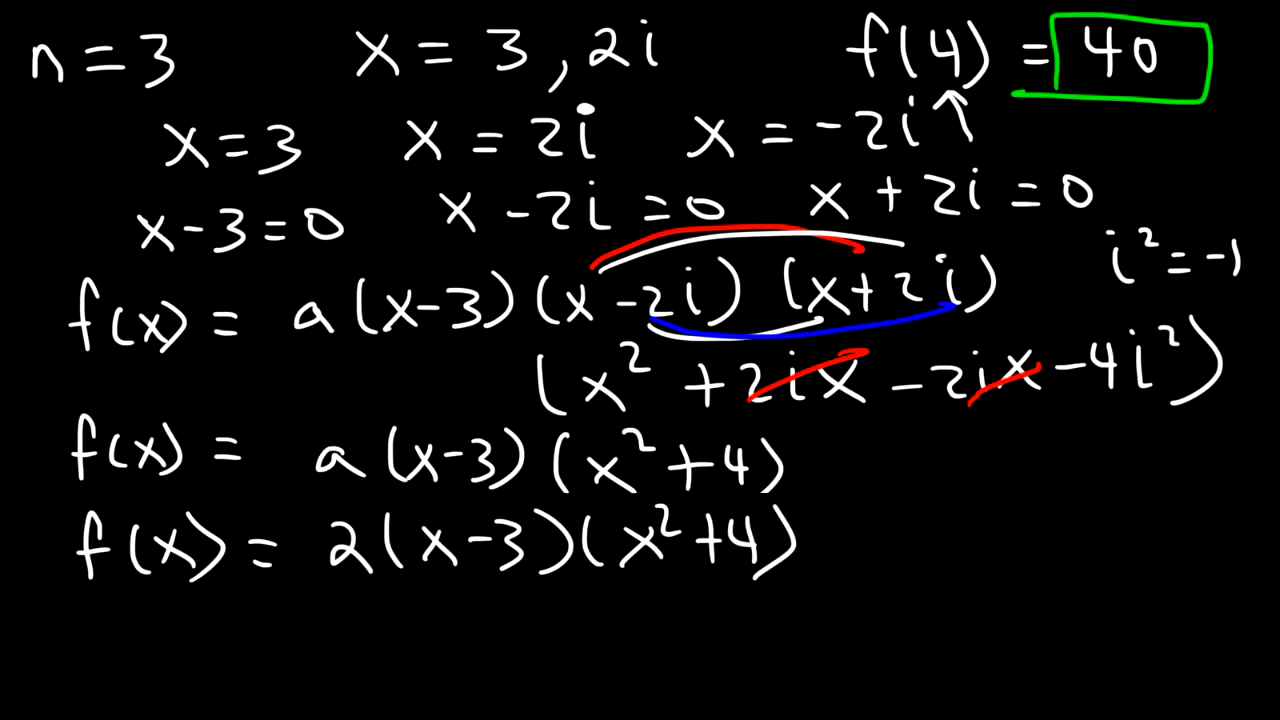 n = 3 x = 3, 2i f(4) = 40
x = 3 x = 2i x = -2i
x - 3 = 0 x - 2i = 0 x + 2i = 0
i² = -1
f(x) = a(x-3)(x-2i)(x+2i)
(x² + 2ix - 2ix - 4i²)
f(x) = a(x-3)(x²+4)
f(x) = 2(x-3)(x²+4)